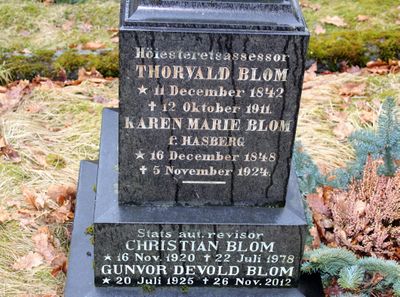 Höiesteretsassessor
THORVALD BLOM
★ 11 December 1842
✝ 12 Oktober 1911.
KAREN MARIE BLOM
f: HASBERG
★ 16 December 1848
✝ 5 November 1924.
Stats aut. revisor
CHRISTIAN BLOM
★ 16 Nov. 1920 ✝ 22 Juli 1978
GUNVOR DEVOLD BLOM
★ 20 Juli 1925 ✝ 26 Nov. 2012